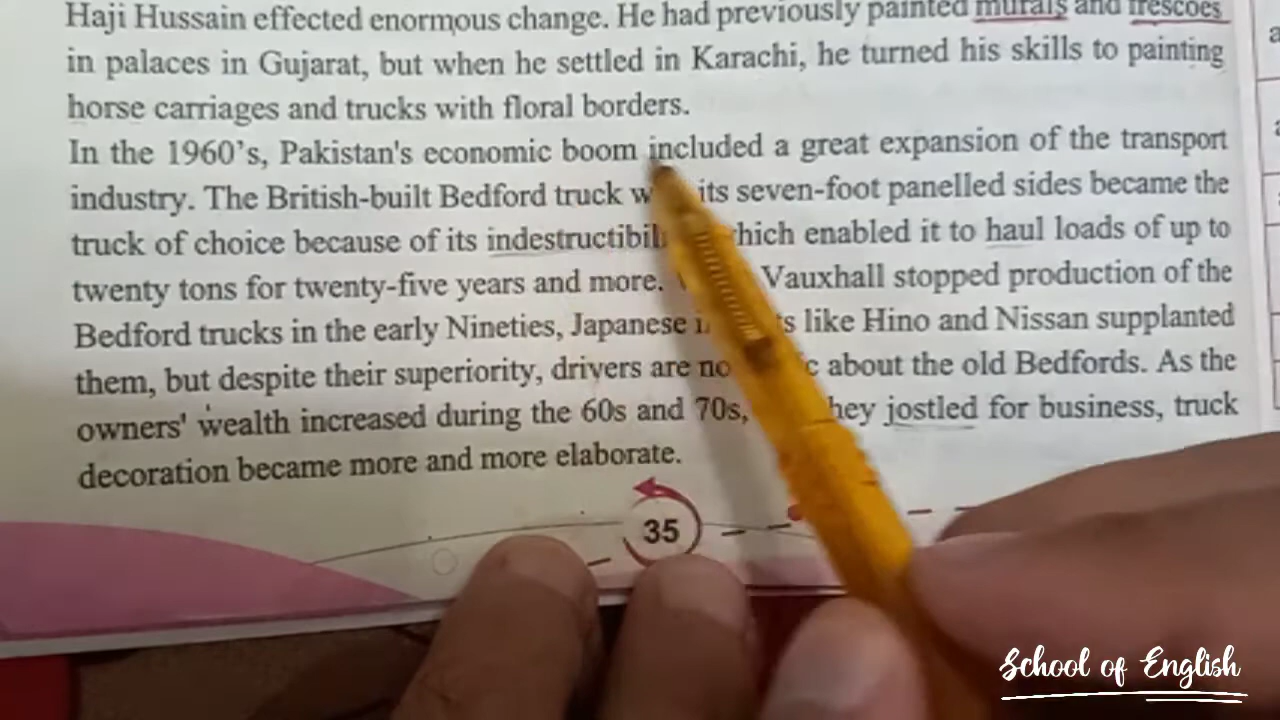 Haji Hussain effected enormous change. He had previously painted murals and frescoes
in palaces in Gujarat, but when he settled in Karachi, he turned his skills to painting
horse carriages and trucks with floral borders.
In the 1960's, Pakistan's economic boom included a great expansion of the transport
industry. The British-built Bedford truck its seven-foot panelled sides became the
truck of choice because of its indestructibil which enabled it to haul loads of up to
twenty tons for twenty-five years and more. Vauxhall stopped production of the
Bedford trucks in the early Nineties, Japanese like Hino and Nissan supplanted
them, but despite their superiority, drivers are about the old Bedfords. As the
owners' wealth increased during the 60s and 70s, they jostled for business, truck
decoration became more and more elaborate.
35
School of English